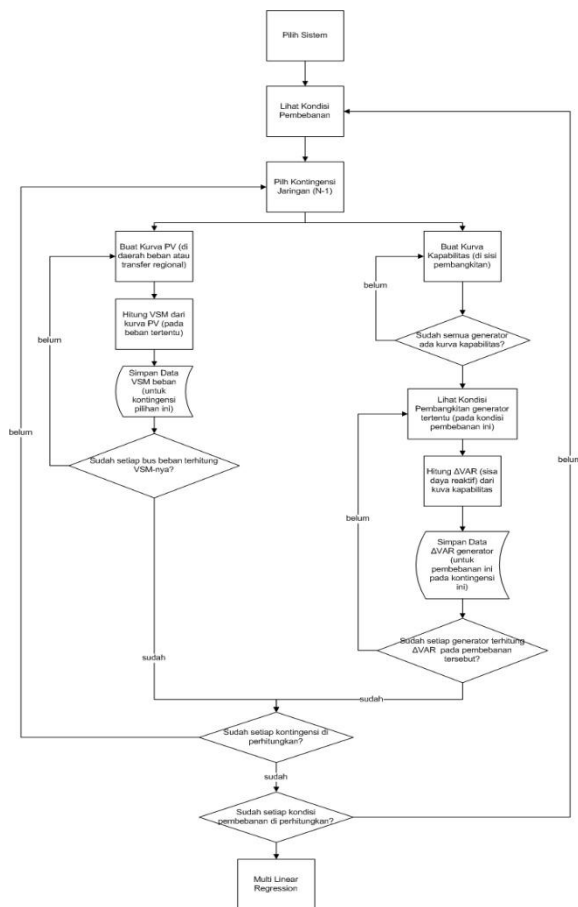 Pilih Sistem
Lihat Kondisi
Pembebanan
Pilh Kontingensi
Jaringan (N-1)
Buat Kurva PV (di
daerah beban atau
transfer regional)
Hitung VSM dari
kurva PV (pada
beban tertentu)
belum
Simpan Data
VSM beban
(untuk
kontingensi
pilihan ini)
Sudah setiap bus beban terhitung
VSM-nya?
belum
sudah
Buat Kurva
Kapabilitas (di sisi
pembangkitan)
belum
Sudah semua generator
ada kurva kapabilitas?
Lihat Kondisi
Pembangkitan generator
tertentu (pada kondisi
pembebanan ini)
belum
Hitung ΔVAR (sisa
daya reaktif) dari
kuva kapabilitas
belum
Simpan Data
ΔVAR generator
(untuk
pembebanan ini
pada kontingensi
ini)
Sudah setiap generator terhitung
ΔVAR pada pembebanan
tersebut?
sudah
Sudah setiap kontingensi di
perhitungkan?
sudah
Sudah setiap kondisi
pembebanan di perhitungkan?
Multi Linear
Regression